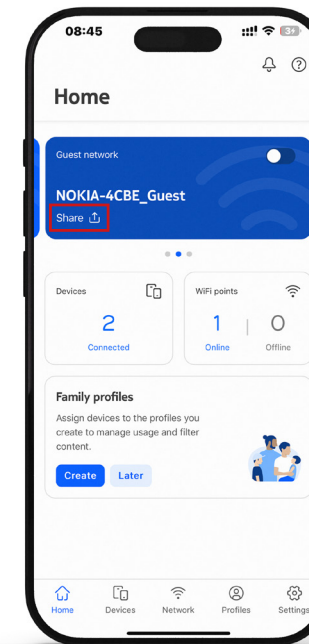 08:45
Home
Guest network
NOKIA-4CBE_Guest
Share
Devices
2
Connected
WiFi points
1
Online
0
Offline
Family profiles
Assign devices to the profiles you
create to manage usage and filter
content.
Create Later
Home Devices Network Profiles Settings